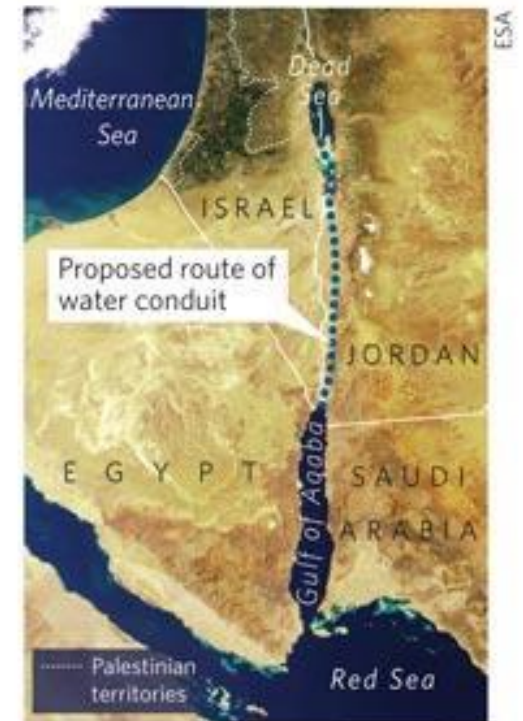 ESA
Dead
Sea
Mediterranean
Sea
ISRAEL
Proposed route of
water conduit
JORDAN
EGYPT
Gulf of Aqaba
SAUDI
ARABIA
Palestinian
territories
Red Sea